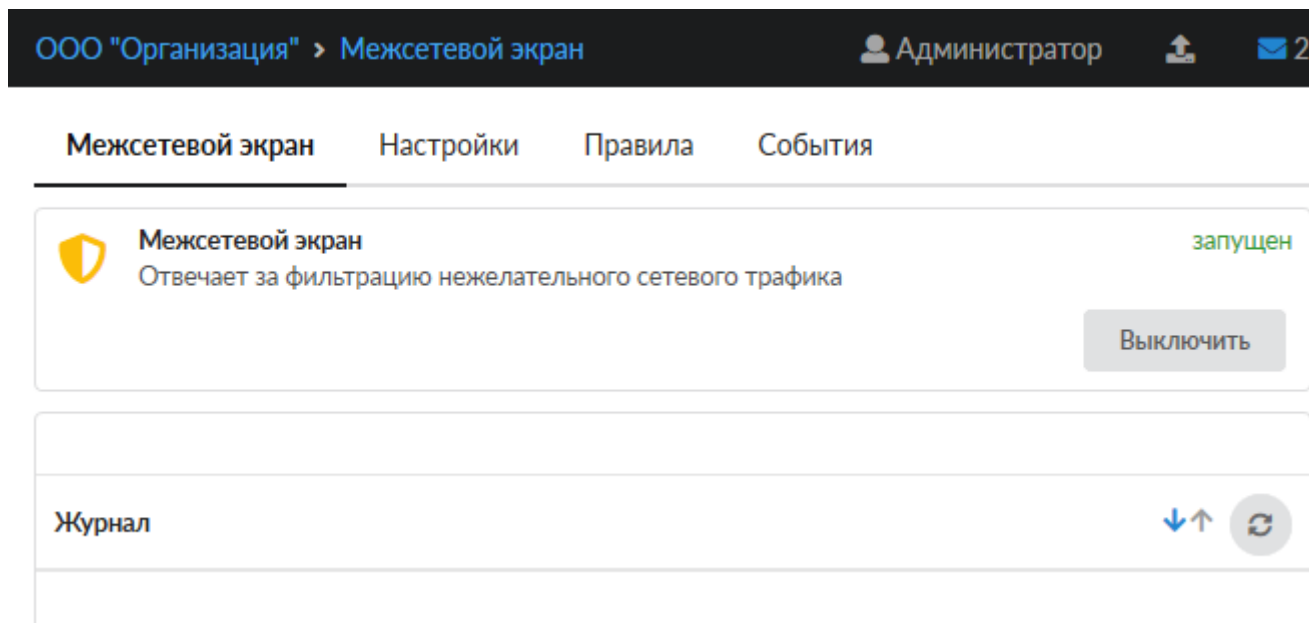 ООО "Организация" > Межсетевой экран Администратор 2
Межсетевой экран Настройки Правила События
Межсетевой экран запущен
Отвечает за фильтрацию нежелательного сетевого трафика
Выключить
Журнал